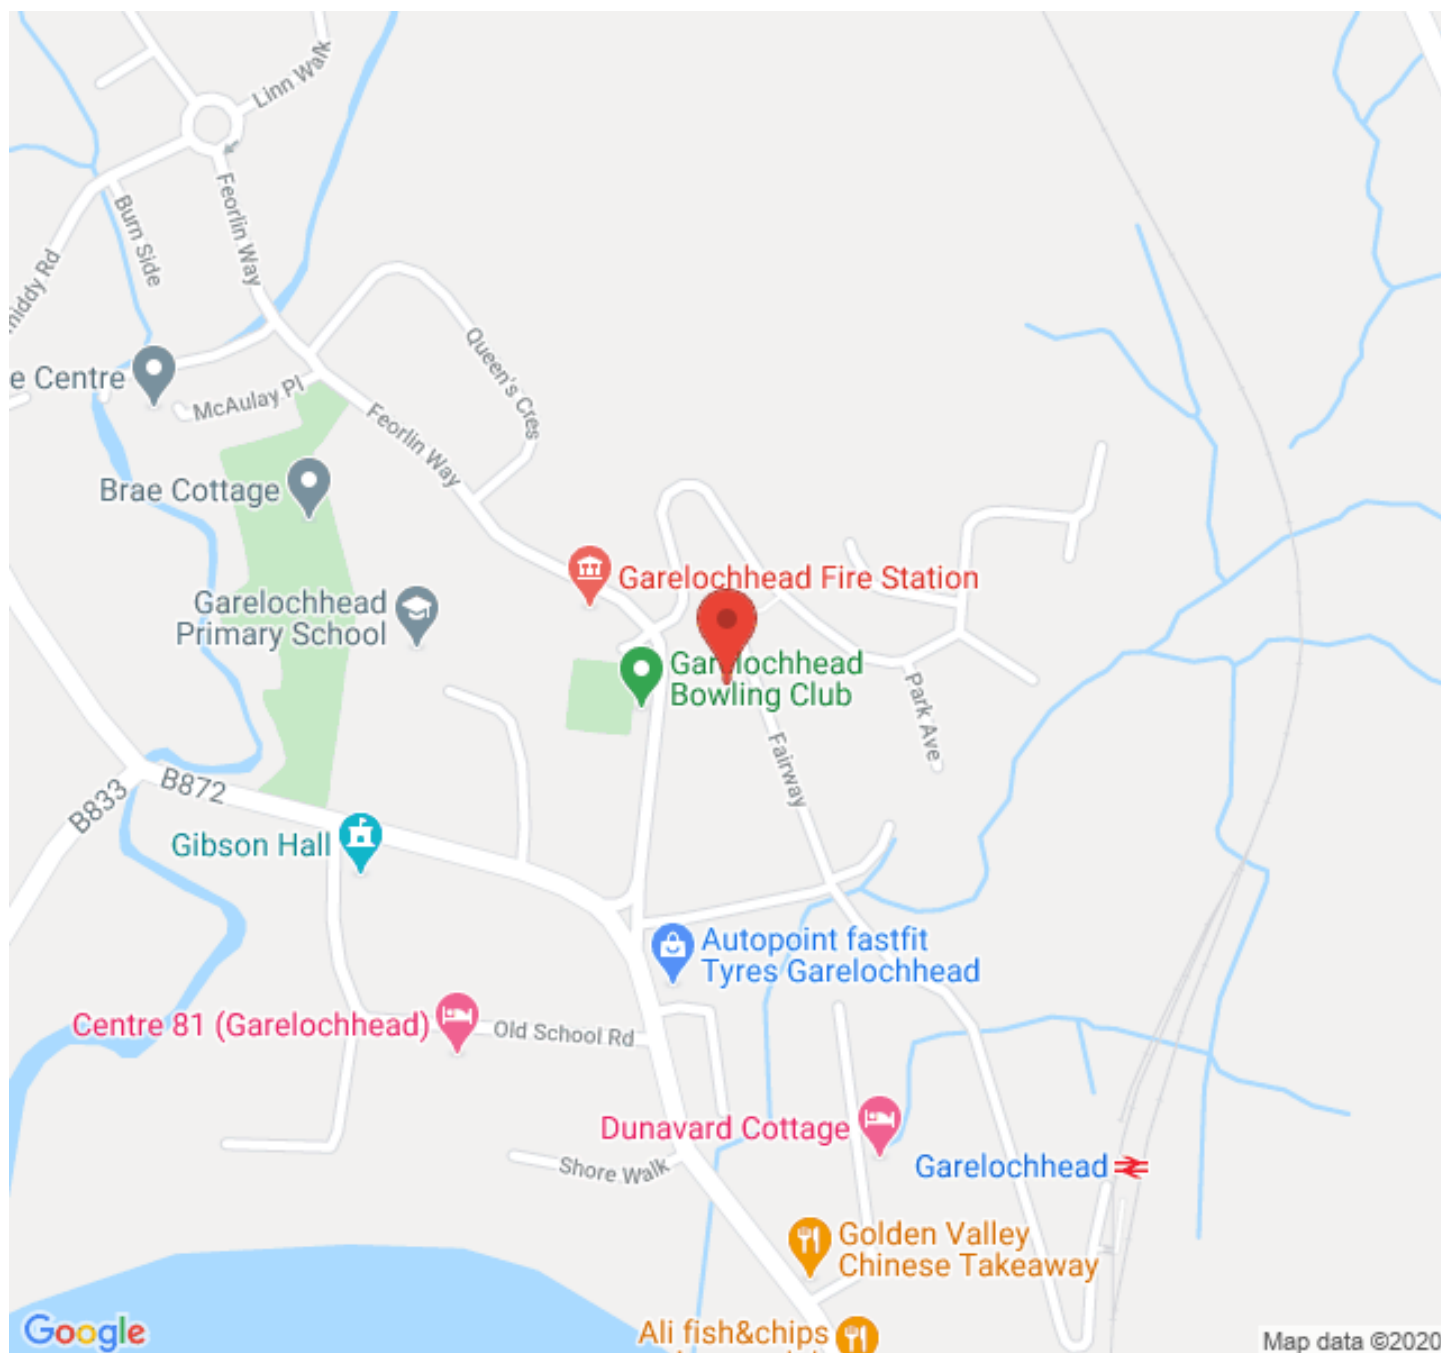 Linn Walk
Feorlin Way
Burn Side
middy Rd
Queen's Cres
e Centre
McAulay Pl
Feorlin Way
Brae Cottage
Garelochhead Fire Station
Garelochhead
Primary School
Garelochhead
Bowling Club
Park Ave
Fairway
B872
B833
Gibson Hall
Autopoint fastfit
Tyres Garelochhead
Centre 81 (Garelochhead)
Old School Rd
Dunavard Cottage
Shore Walk
Garelochhead
Golden Valley
Chinese Takeaway
Ali fish&chips
Google
Map data ©2020